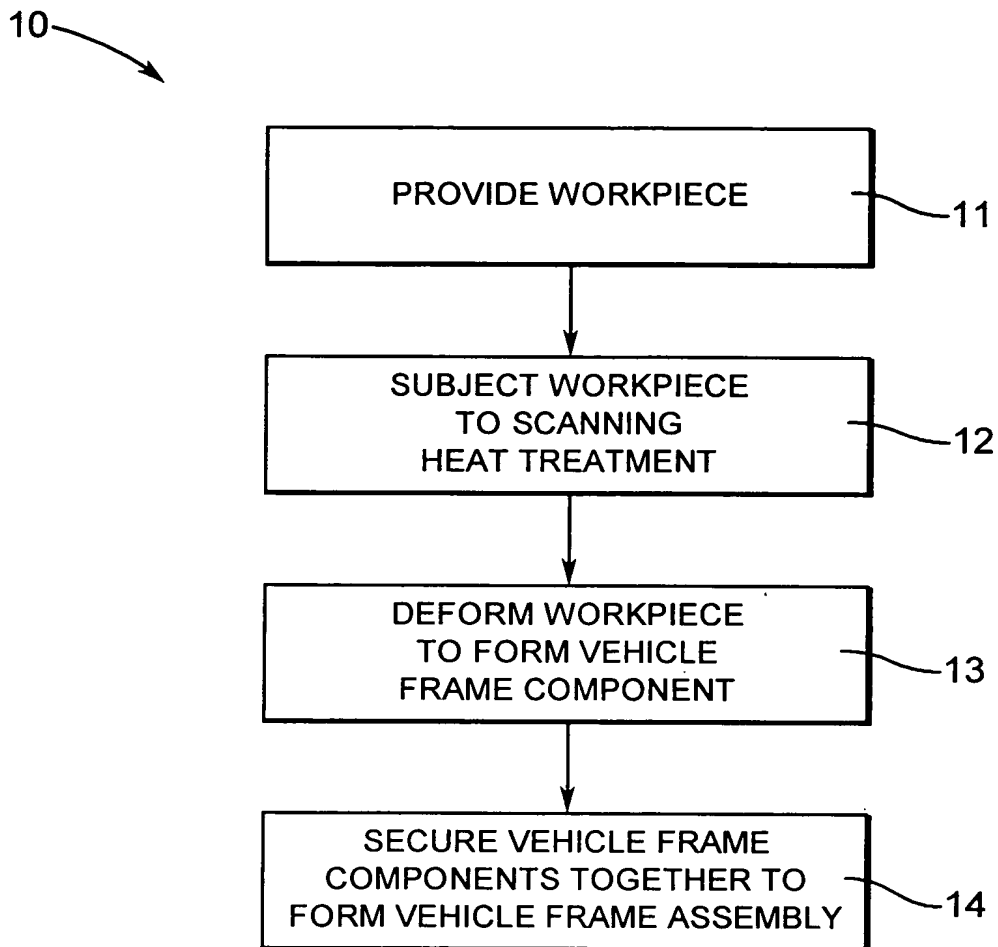 10
PROVIDE WORKPIECE
11
SUBJECT WORKPIECE
TO SCANNING
HEAT TREATMENT
12
DEFORM WORKPIECE
TO FORM VEHICLE
FRAME COMPONENT
13
SECURE VEHICLE FRAME
COMPONENTS TOGETHER TO
FORM VEHICLE FRAME ASSEMBLY
14